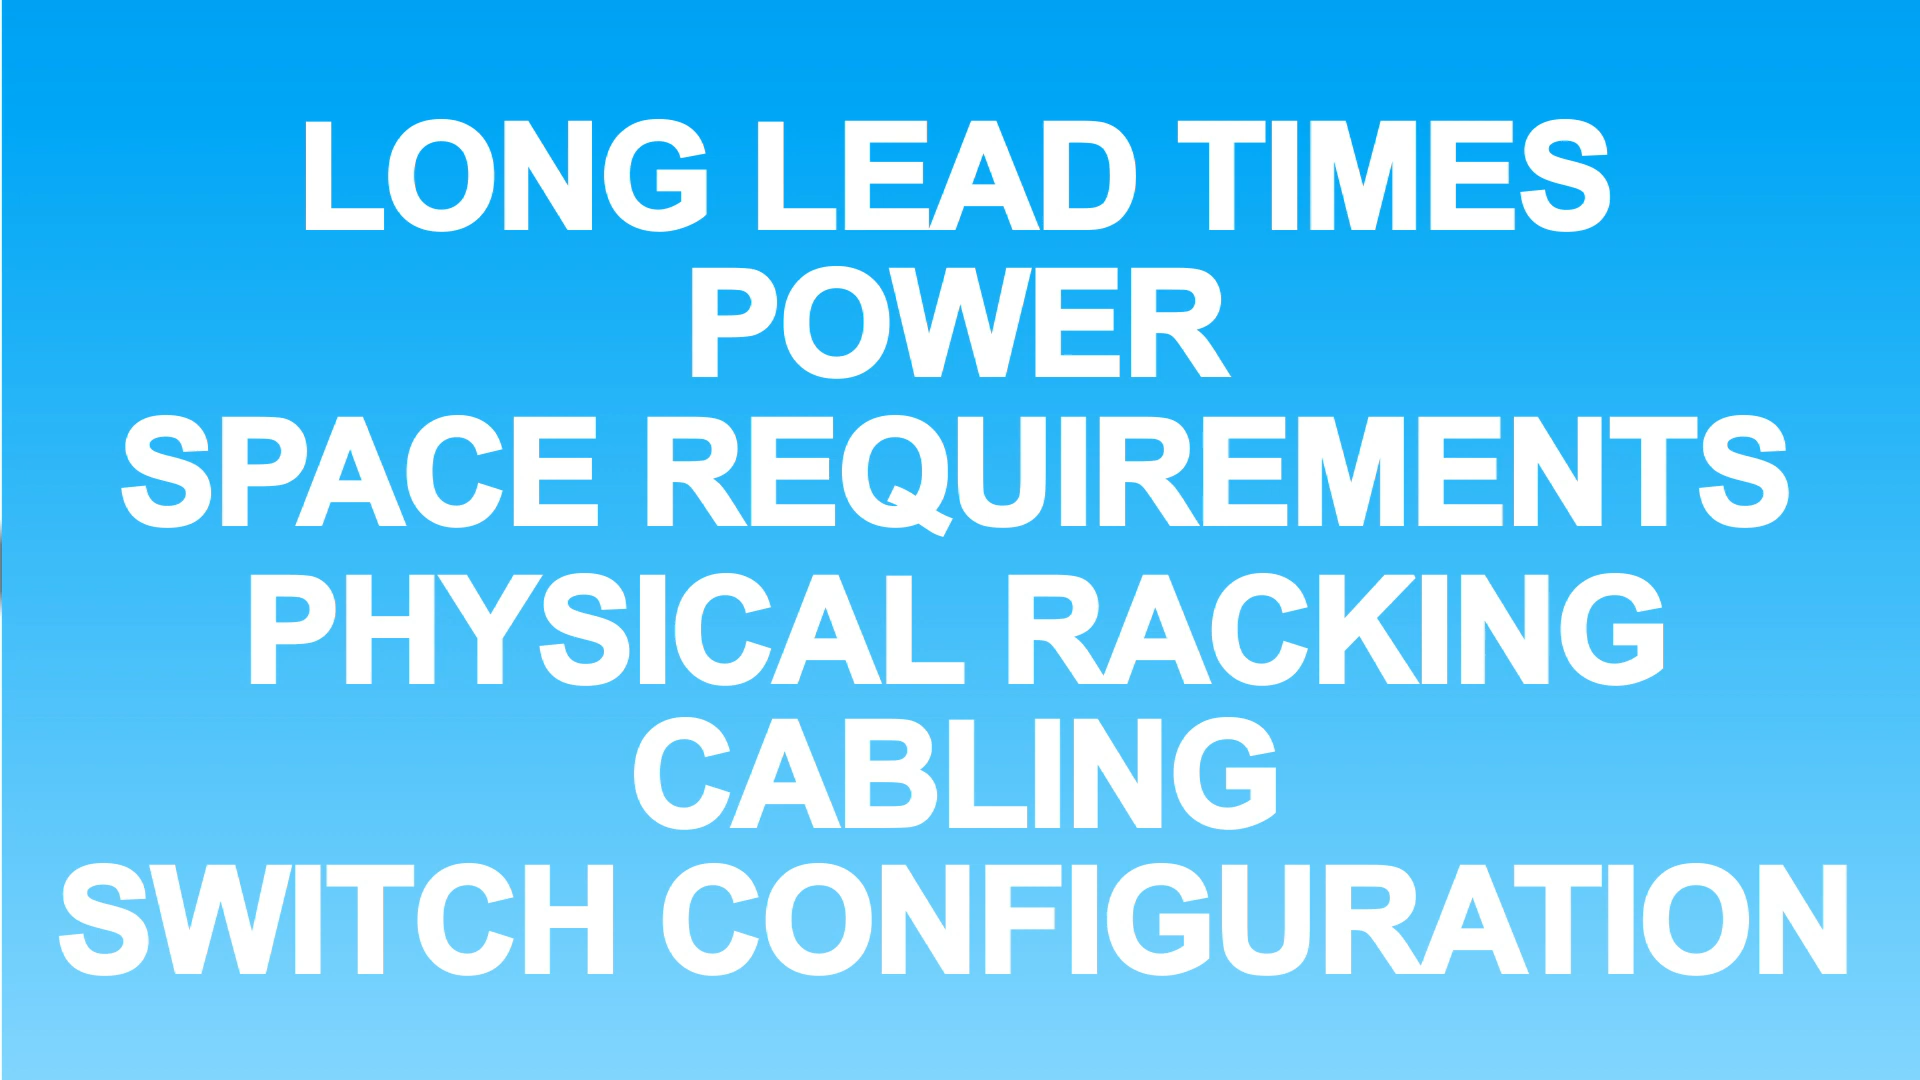 LONG LEAD TIMES
POWER
SPACE REQUIREMENTS
PHYSICAL RACKING
CABLING
SWITCH CONFIGURATION